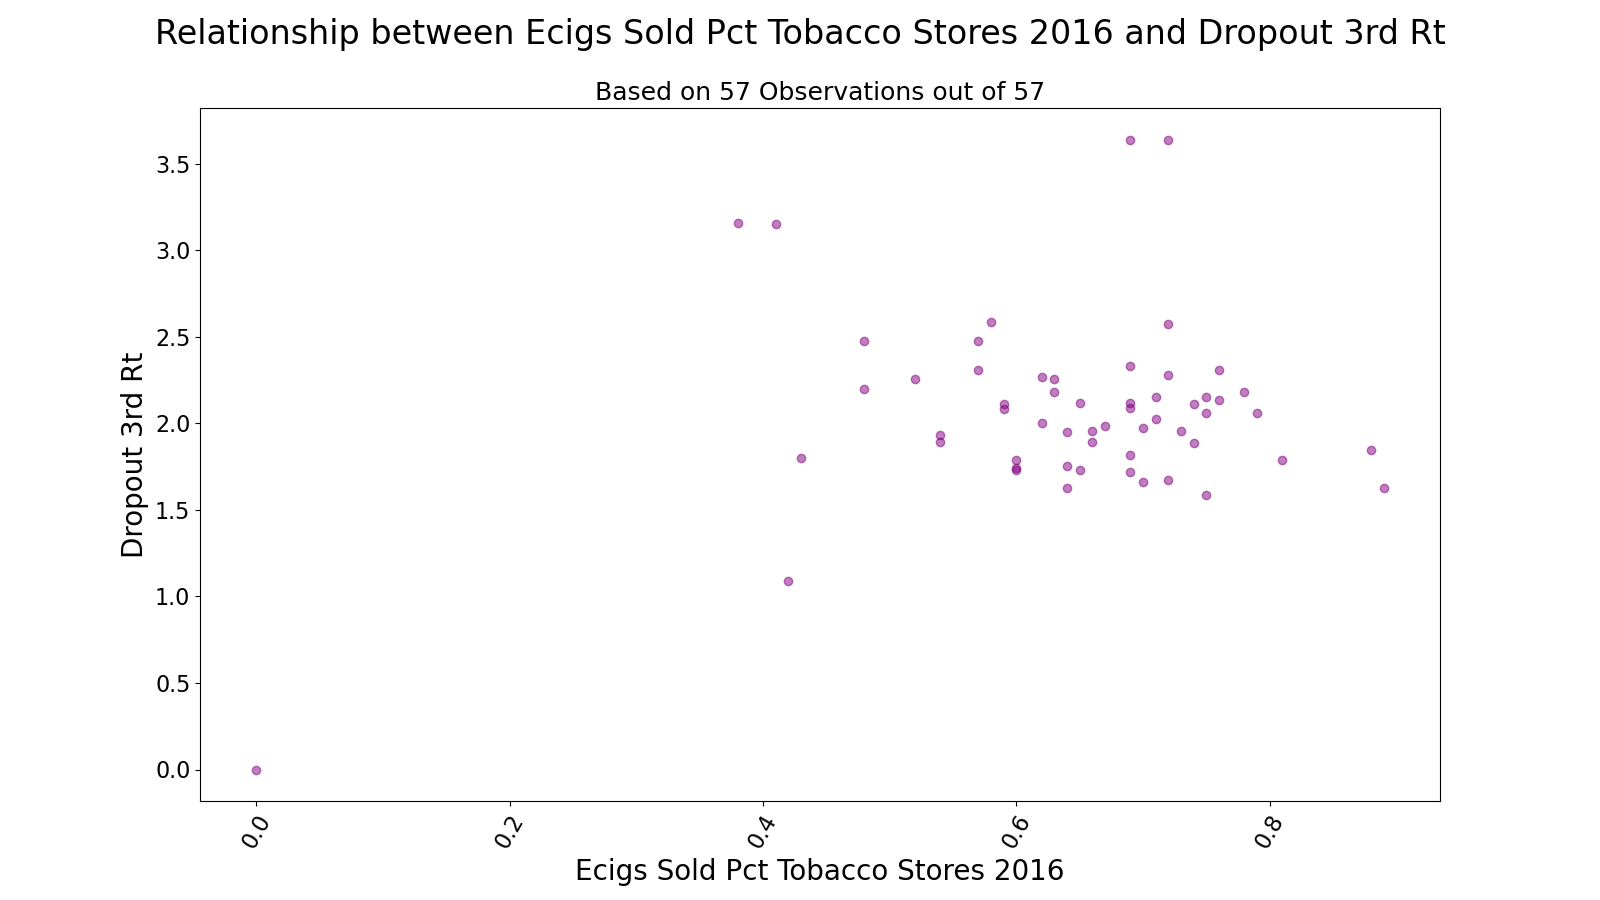 Relationship between Ecigs Sold Pct Tobacco Stores 2016 and Dropout 3rd Rt
Based on 57 Observations out of 57
Dropout 3rd Rt
3.5
3.0
2.5
2.0
1.5
1.0
0.5
0.0
0.0 0.2 0.4 0.6 0.8
Ecigs Sold Pct Tobacco Stores 2016